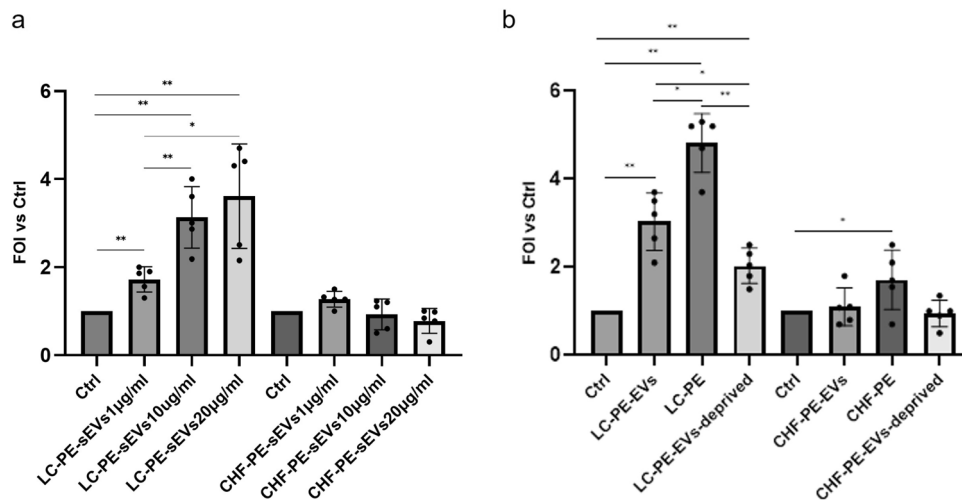 a
FOI vs Ctrl
6
4
2
0
**
**
*
**
**
Ctrl
LC-PE-sEVs1μg/ml
LC-PE-sEVs10ug/ml
LC-PE-sEVs20μg/ml
Ctrl
CHF-PE-sEVs1μg/ml
CHF-PE-sEVs10μg/ml
CHF-PE-sEVs20μg/ml
b
FOI vs Ctrl
6
4
2
0
**
**
*
*
**
**
*
Ctrl
LC-PE-EVs
LC-PE
LC-PE-EVs-deprived
Ctrl
CHF-PE-EVs
CHF-PE
CHF-PE-EVs-deprived